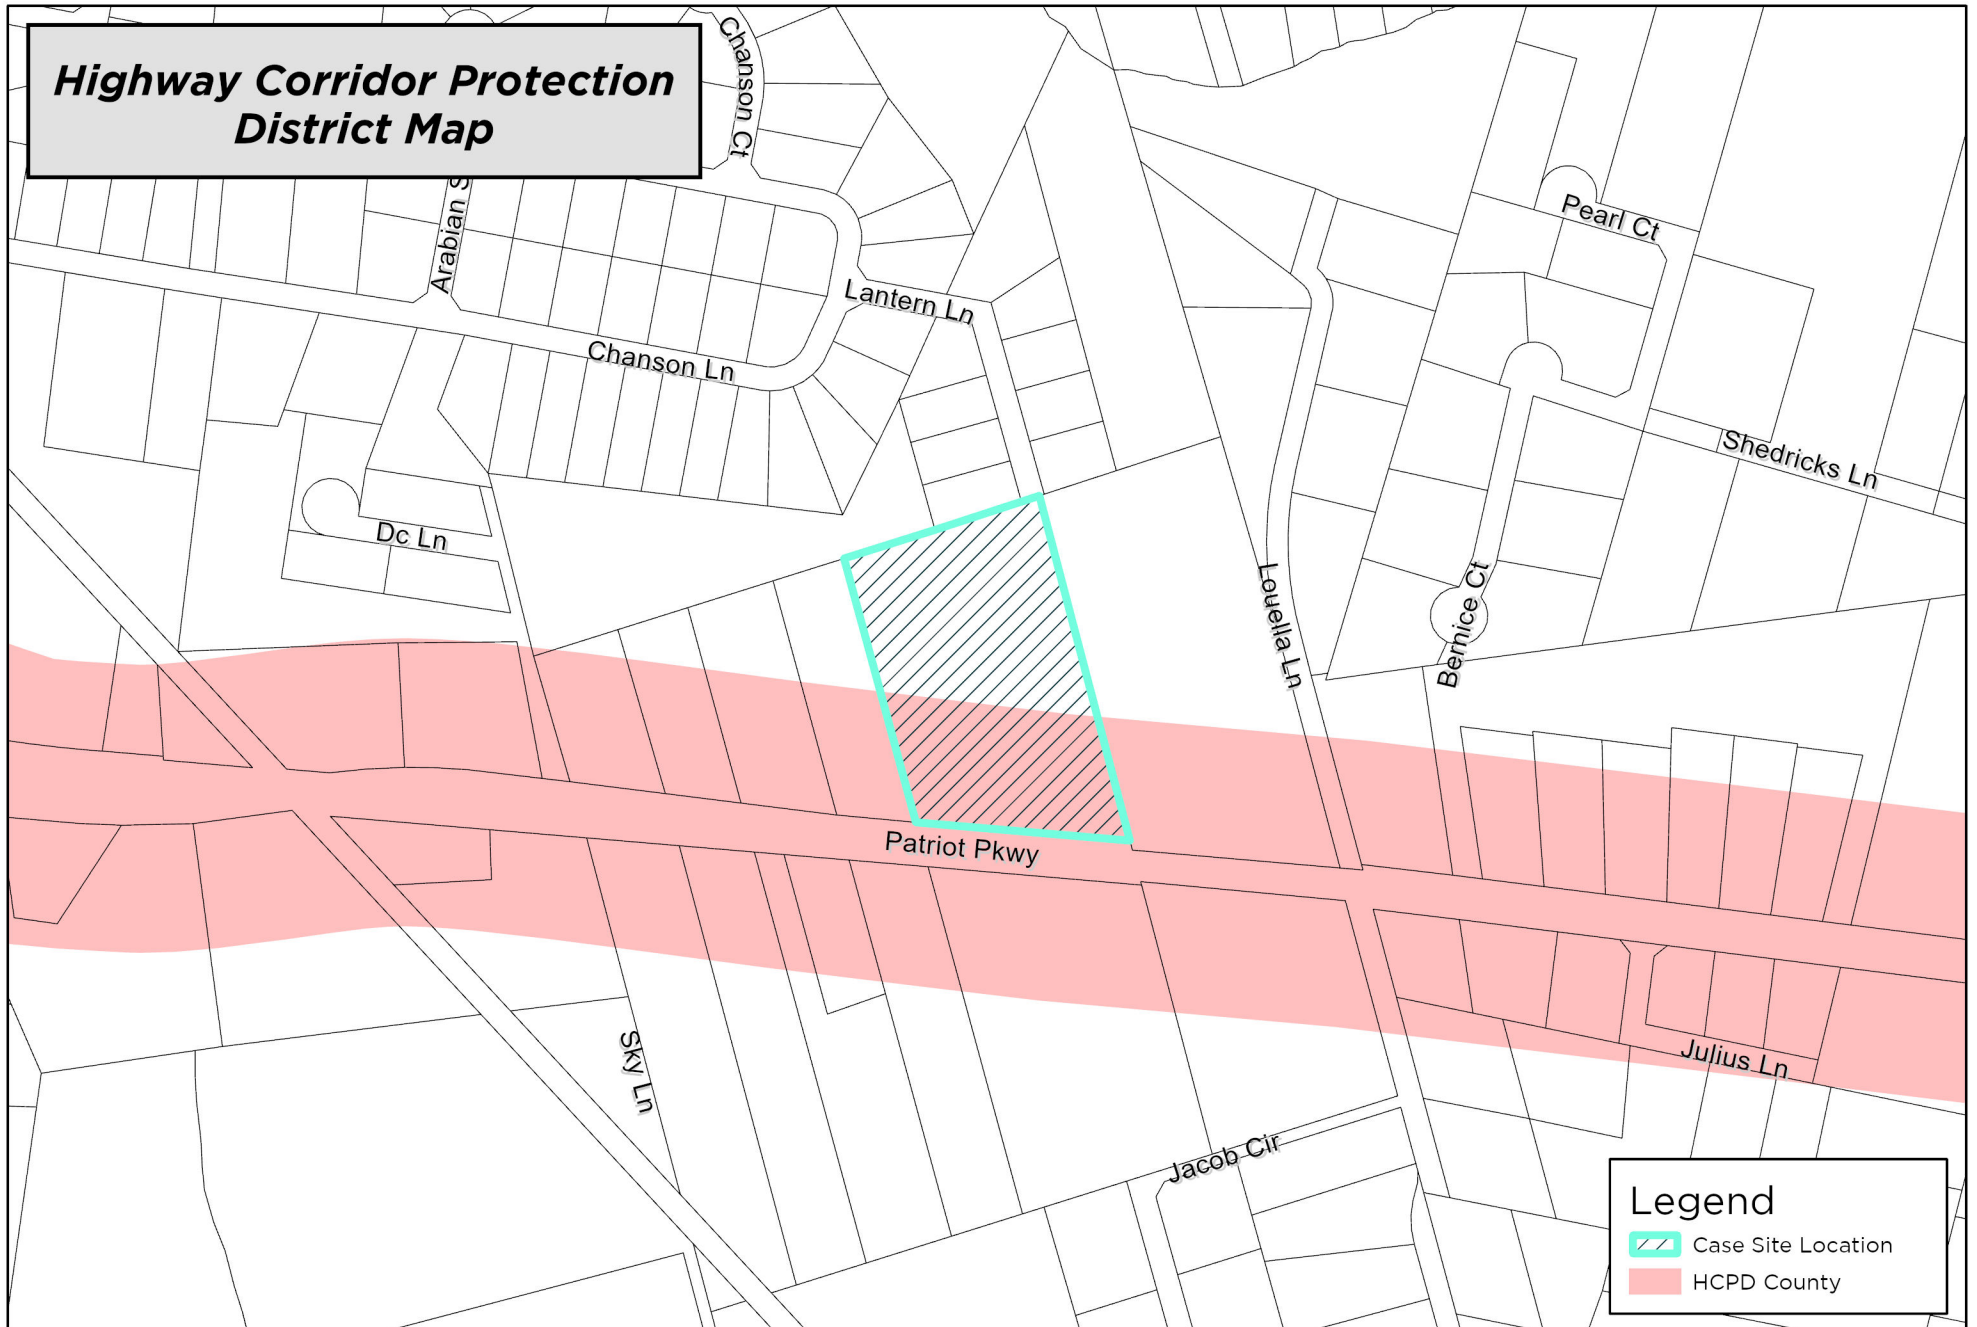 Highway Corridor Protection
District Map
Chanson Ct
Arabian S
Pearl Ct
Lantern Ln
Chanson Ln
Shedricks Ln
Dc Ln
Louella Ln
Bernice Ct
Patriot Pkwy
Sky Ln
Julius Ln
Jacob Cir
Legend
Case Site Location
HCPD County